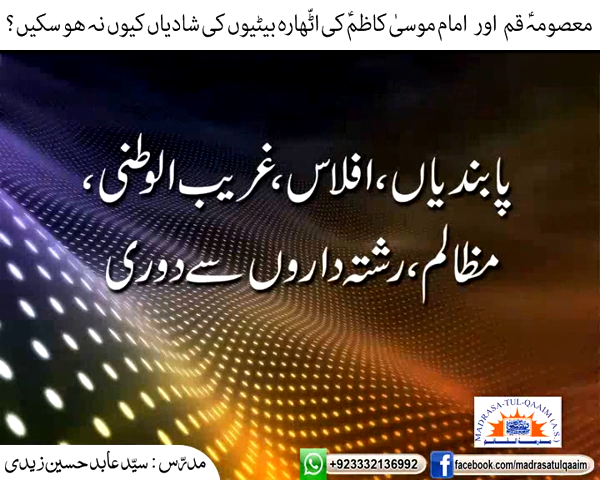 معصومۂ قم اور امام موسیٰ کاظمؑ کی اٹھارہ بیٹیوں کی شادیاں کیوں نہ ہو سکیں؟
پابندیاں، افلاس، غریب الوطنی،
مظالم، رشتہ داروں سے دوری
MADRASA-TUL-QAAIM (A.S.)
مدرّس: سیّد عابد حسین زیدی
+923332136992
facebook.com/madrasatulqaaim